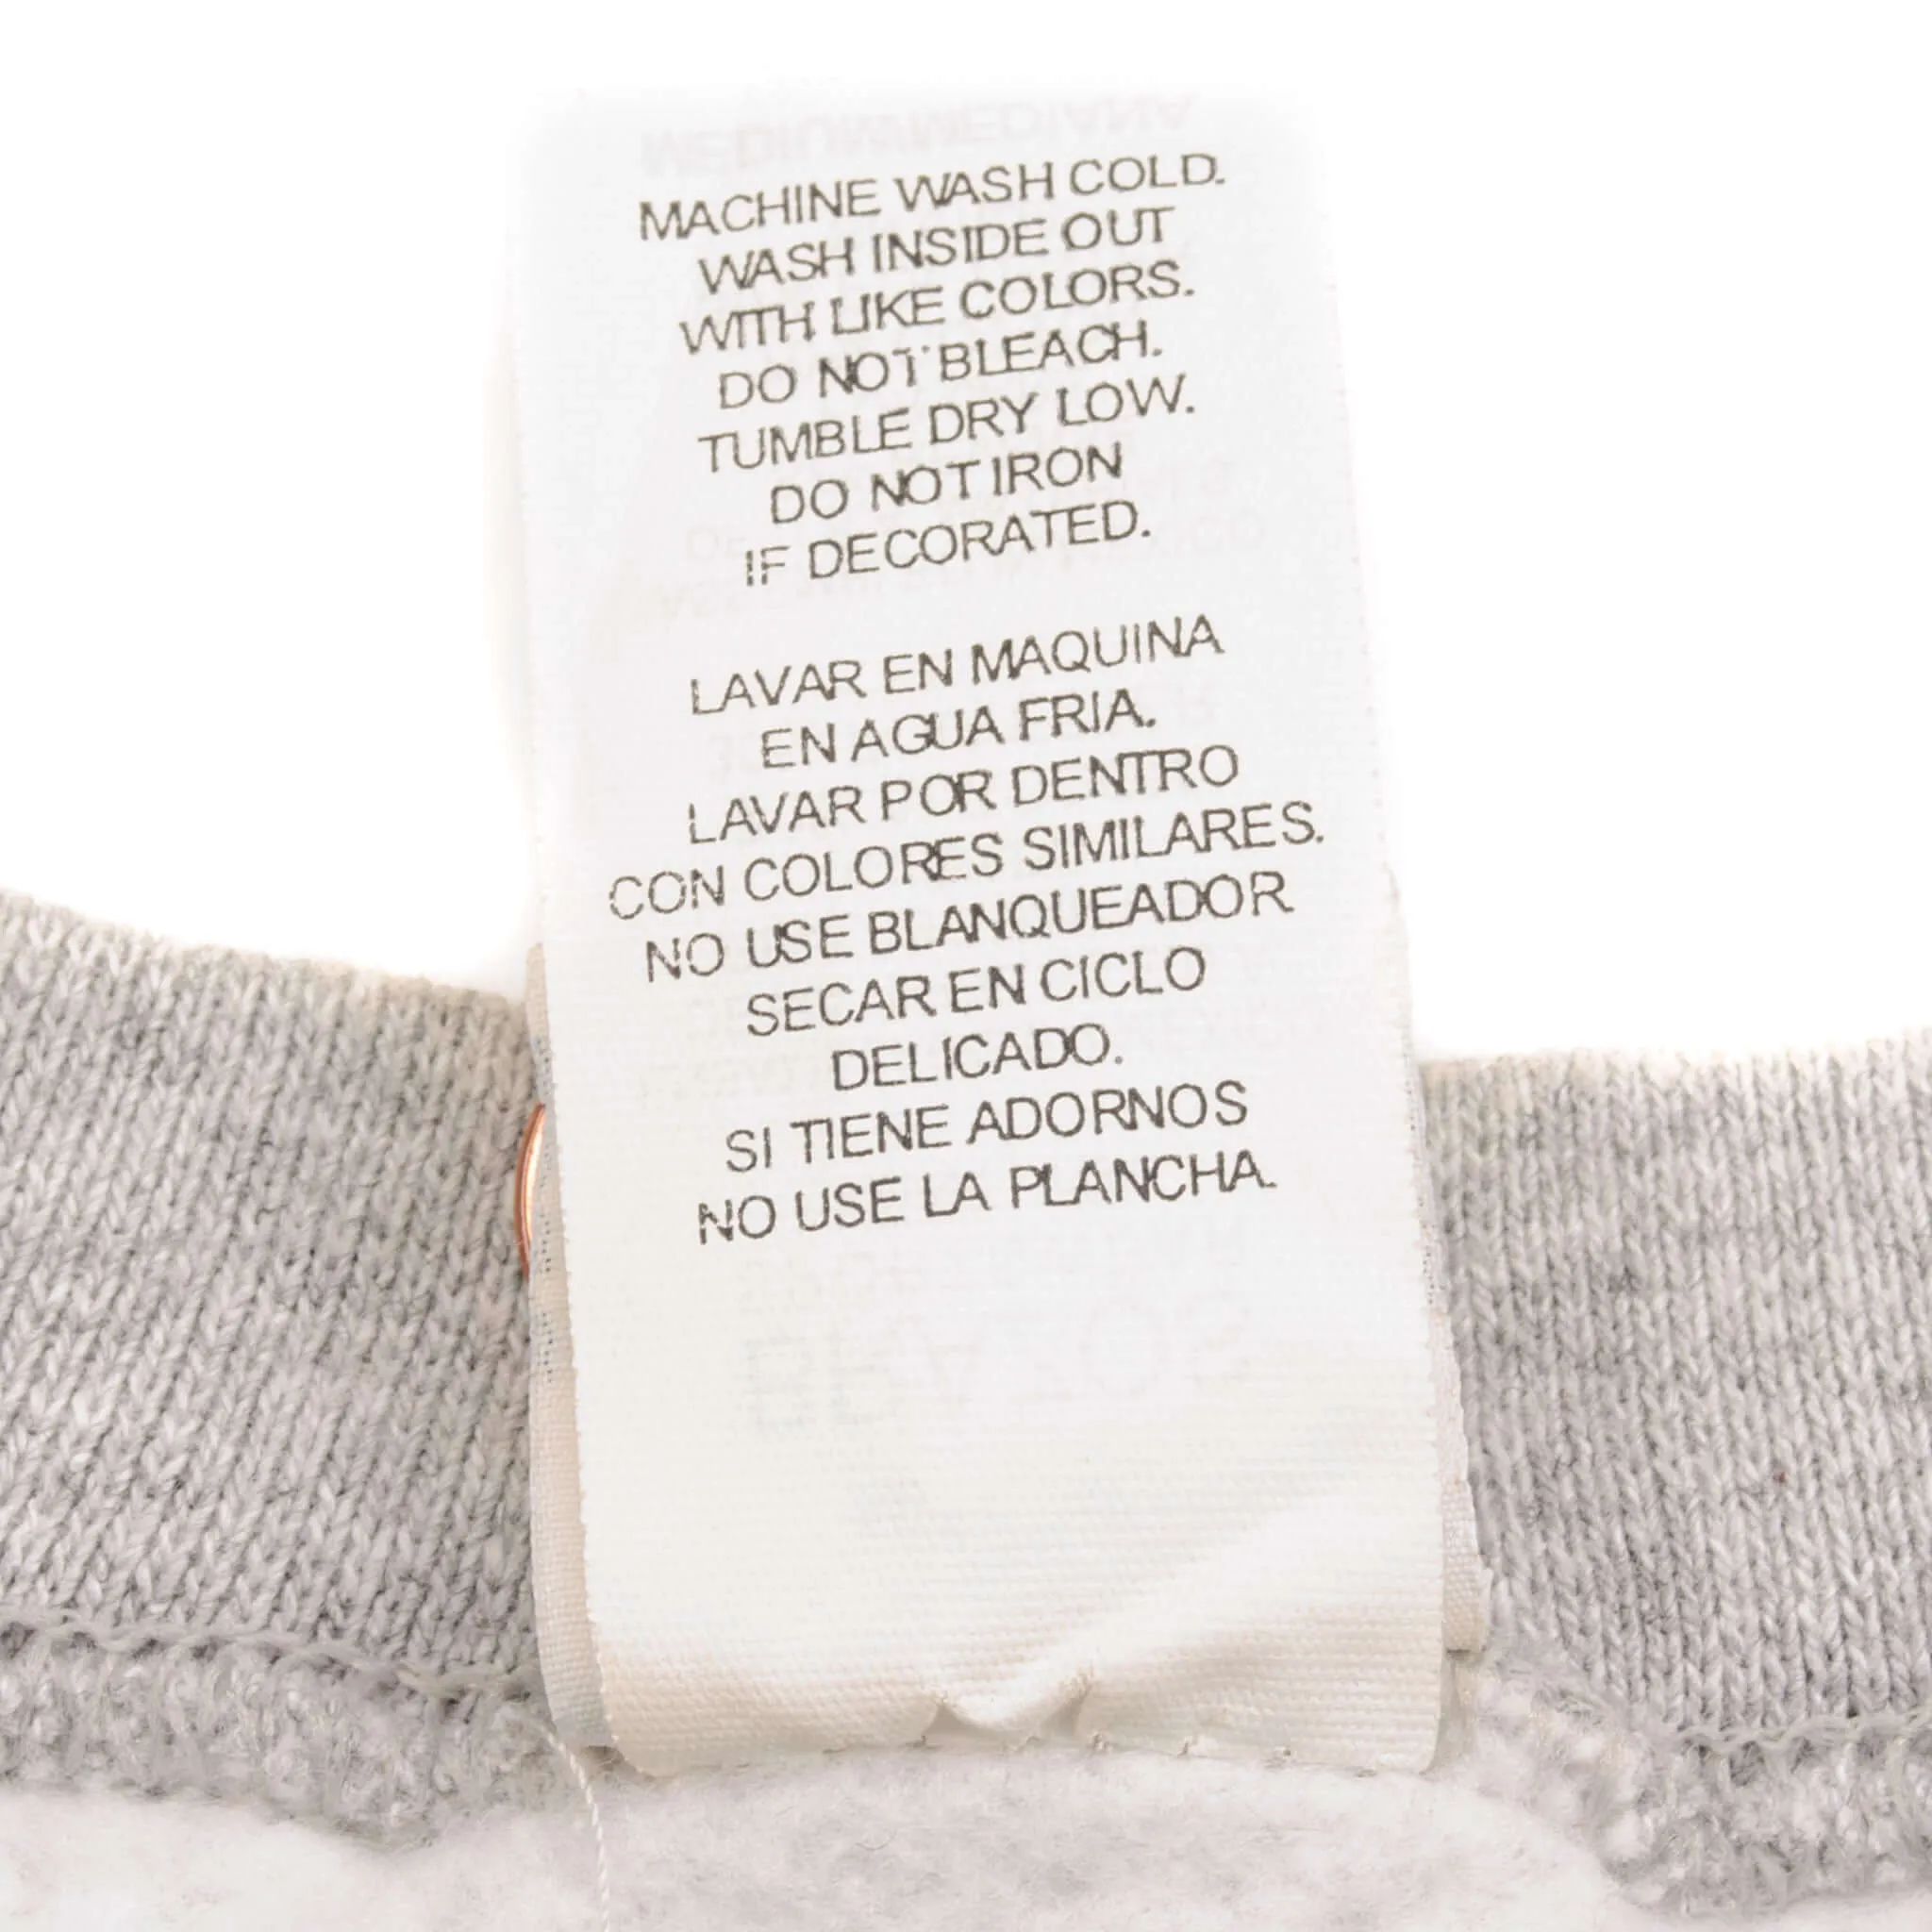 MACHINE WASH COLD.
WASH INSIDE OUT
WITH LIKE COLORS.
DO NOT BLEACH.
TUMBLE DRY LOW.
DO NOT IRON
IF DECORATED.
LAVAR EN MAQUINA
EN AGUA FRIA.
LAVAR POR DENTRO
CON COLORES SIMILARES.
NO USE BLANQUEADOR
SECAR EN CICLO
DELICADO.
SI TIENE ADORNOS
NO USE LA PLANCHA.